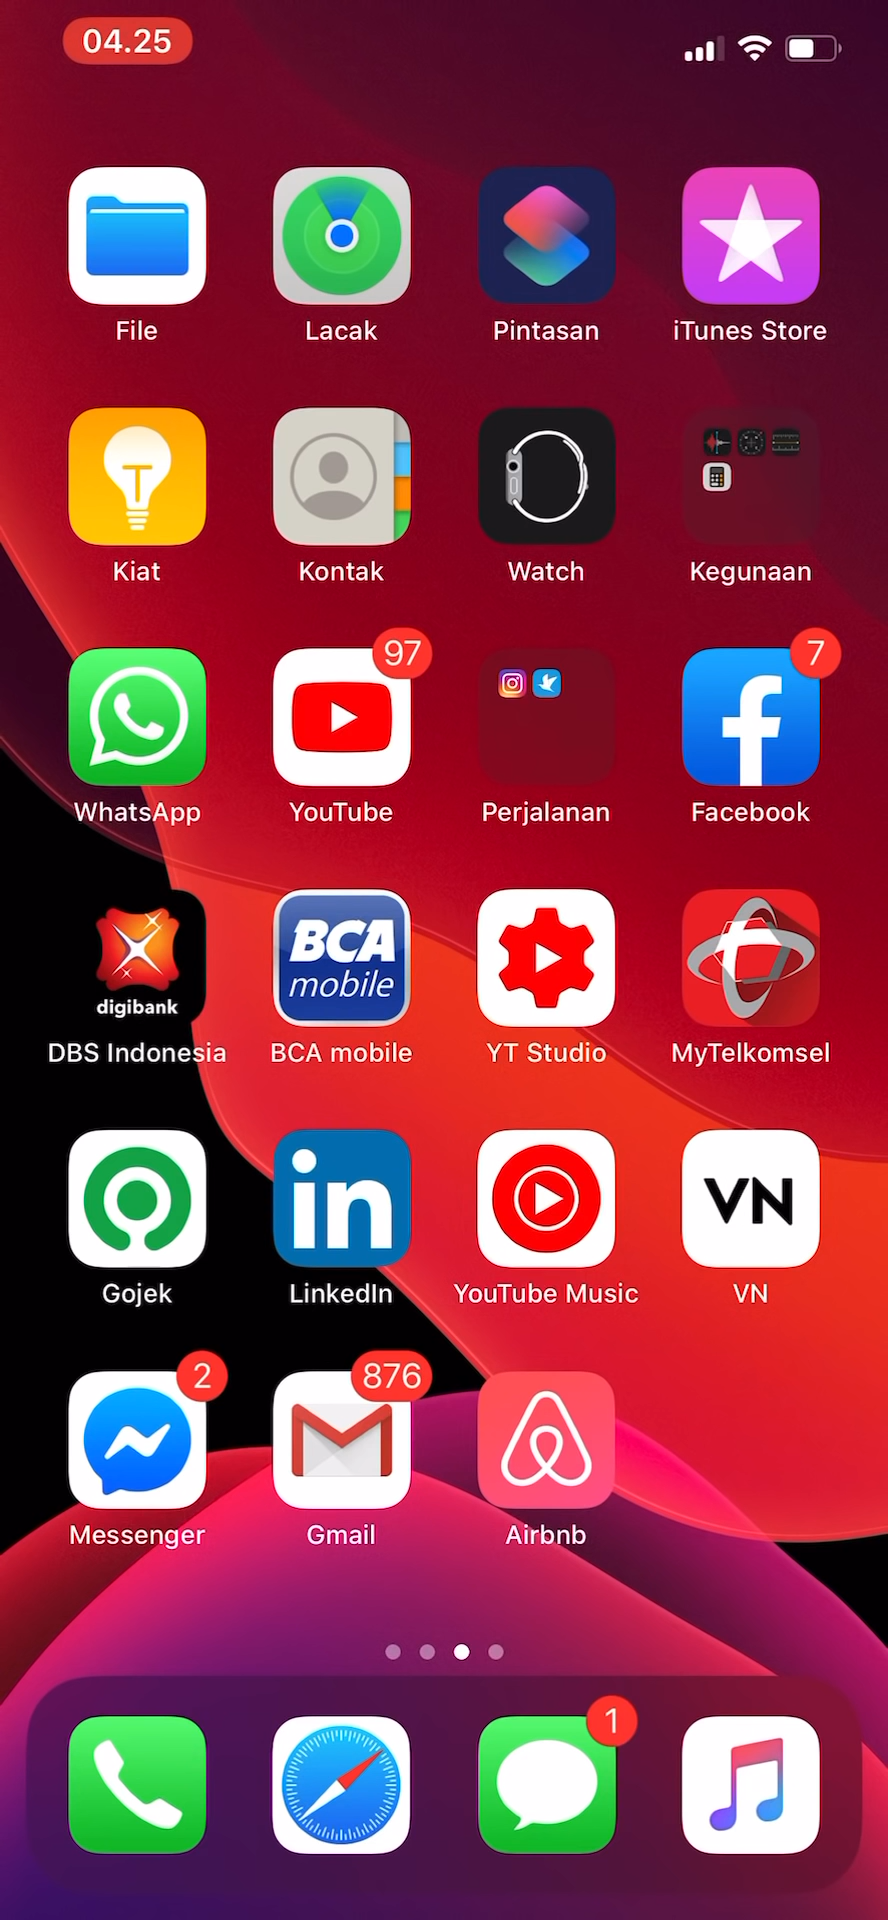 04.25
File
Lacak
Pintasan
iTunes Store
Kiat
Kontak
Watch
Kegunaan
97
7
WhatsApp
YouTube
Perjalanan
Facebook
digibank
BCA
mobile
DBS Indonesia
BCA mobile
YT Studio
MyTelkomsel
in
VN
Gojek
LinkedIn
YouTube Music
VN
2
876
Messenger
Gmail
Airbnb
1